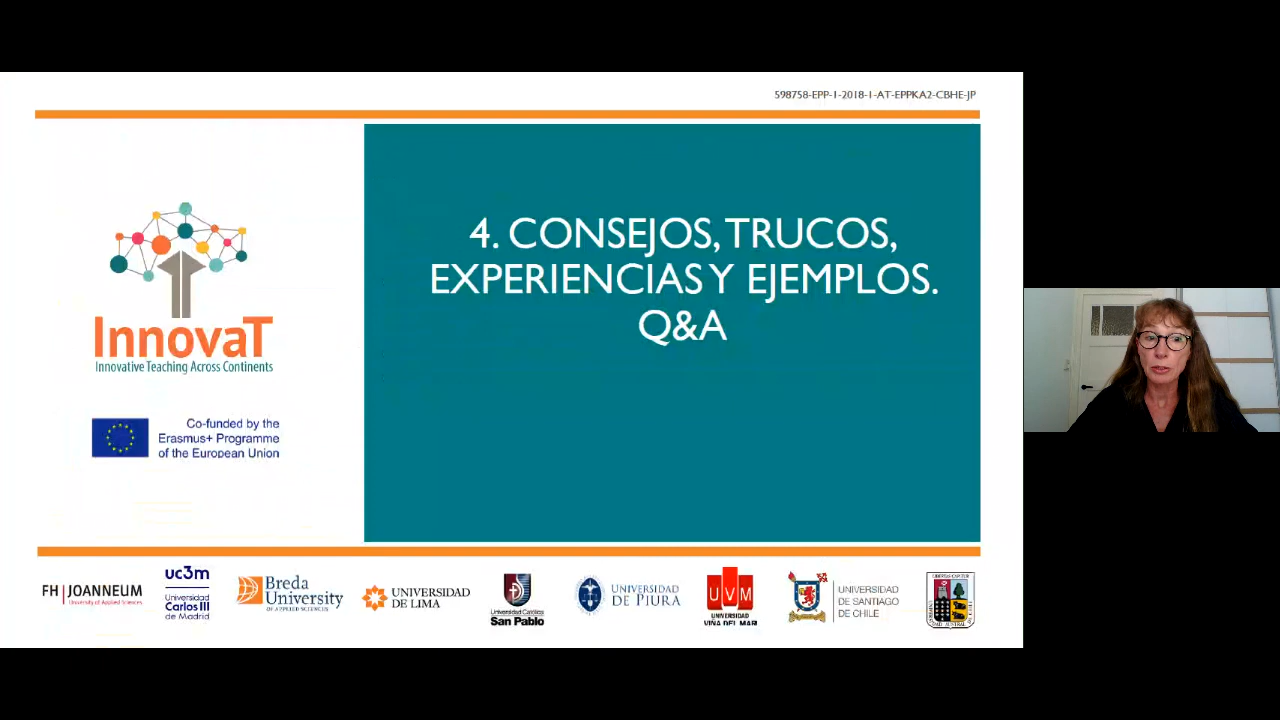 598758-EPP-1-2018-1-AT-EPPKA2-CBHE-JP
4. CONSEJOS, TRUCOS,
EXPERIENCIAS Y EJEMPLOS.
Q&A
InnovaT
Innovative Teaching Across Continents
Co-funded by the
Erasmus+ Programme
of the European Union
FH | JOANNEUM
University of Applied Sciences
uc3m
Universidad
Carlos III
de Madrid
Breda
University
OF APPLIED SCIENCES
UNIVERSIDAD
DE LIMA
Universidad Católica
San Pablo
UNIVERSIDAD
DE PIURA
UVM
UNIVERSIDAD
VIÑA DEL MAR
UNIVERSIDAD
DE SANTIAGO
DE CHILE
LIBERTAS CAPITUR